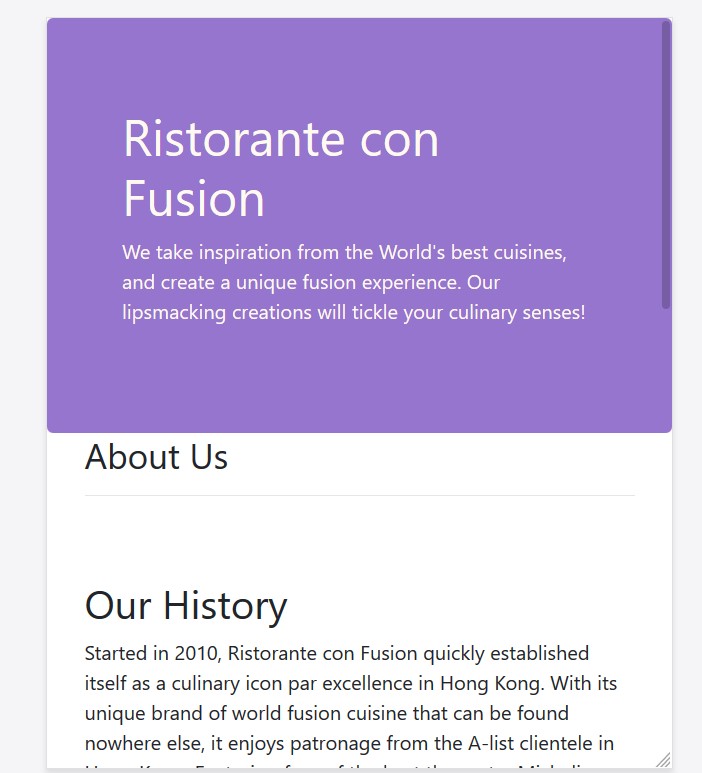 Ristorante con
Fusion
We take inspiration from the World's best cuisines,
and create a unique fusion experience. Our
lipsmacking creations will tickle your culinary senses!
About Us
Our History
Started in 2010, Ristorante con Fusion quickly established
itself as a culinary icon par excellence in Hong Kong. With its
unique brand of world fusion cuisine that can be found
nowhere else, it enjoys patronage from the A-list clientele in